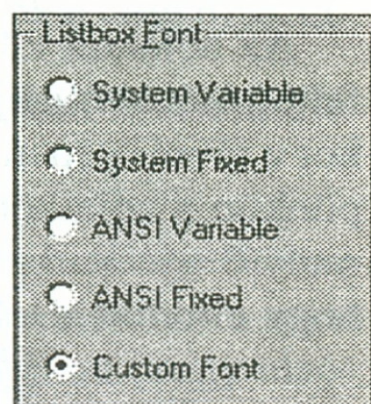 Listbox Font
System Variable
System Fixed
ANSI Variable
ANSI Fixed
Custom Font